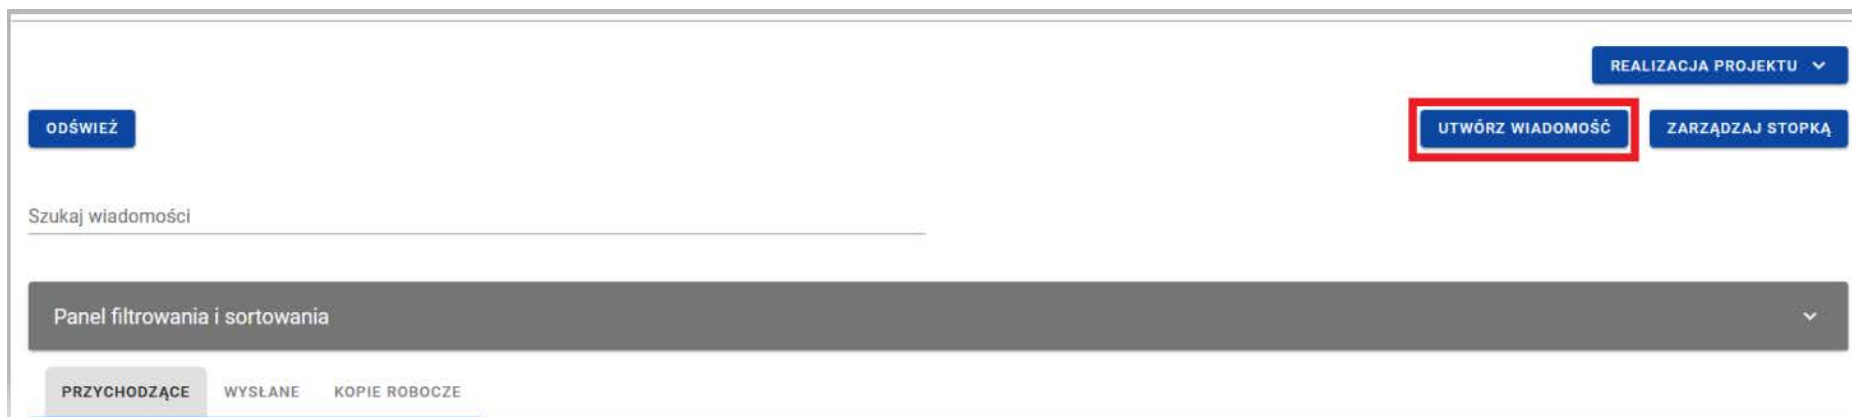 REALIZACJA PROJEKTU
ODŚWIEŻ UTWÓRZ WIADOMOŚĆ ZARZĄDZAJ STOPKĄ
Szukaj wiadomości
Panel filtrowania i sortowania
PRZYCHODZĄCE WYSŁANE KOPIE ROBOCZE